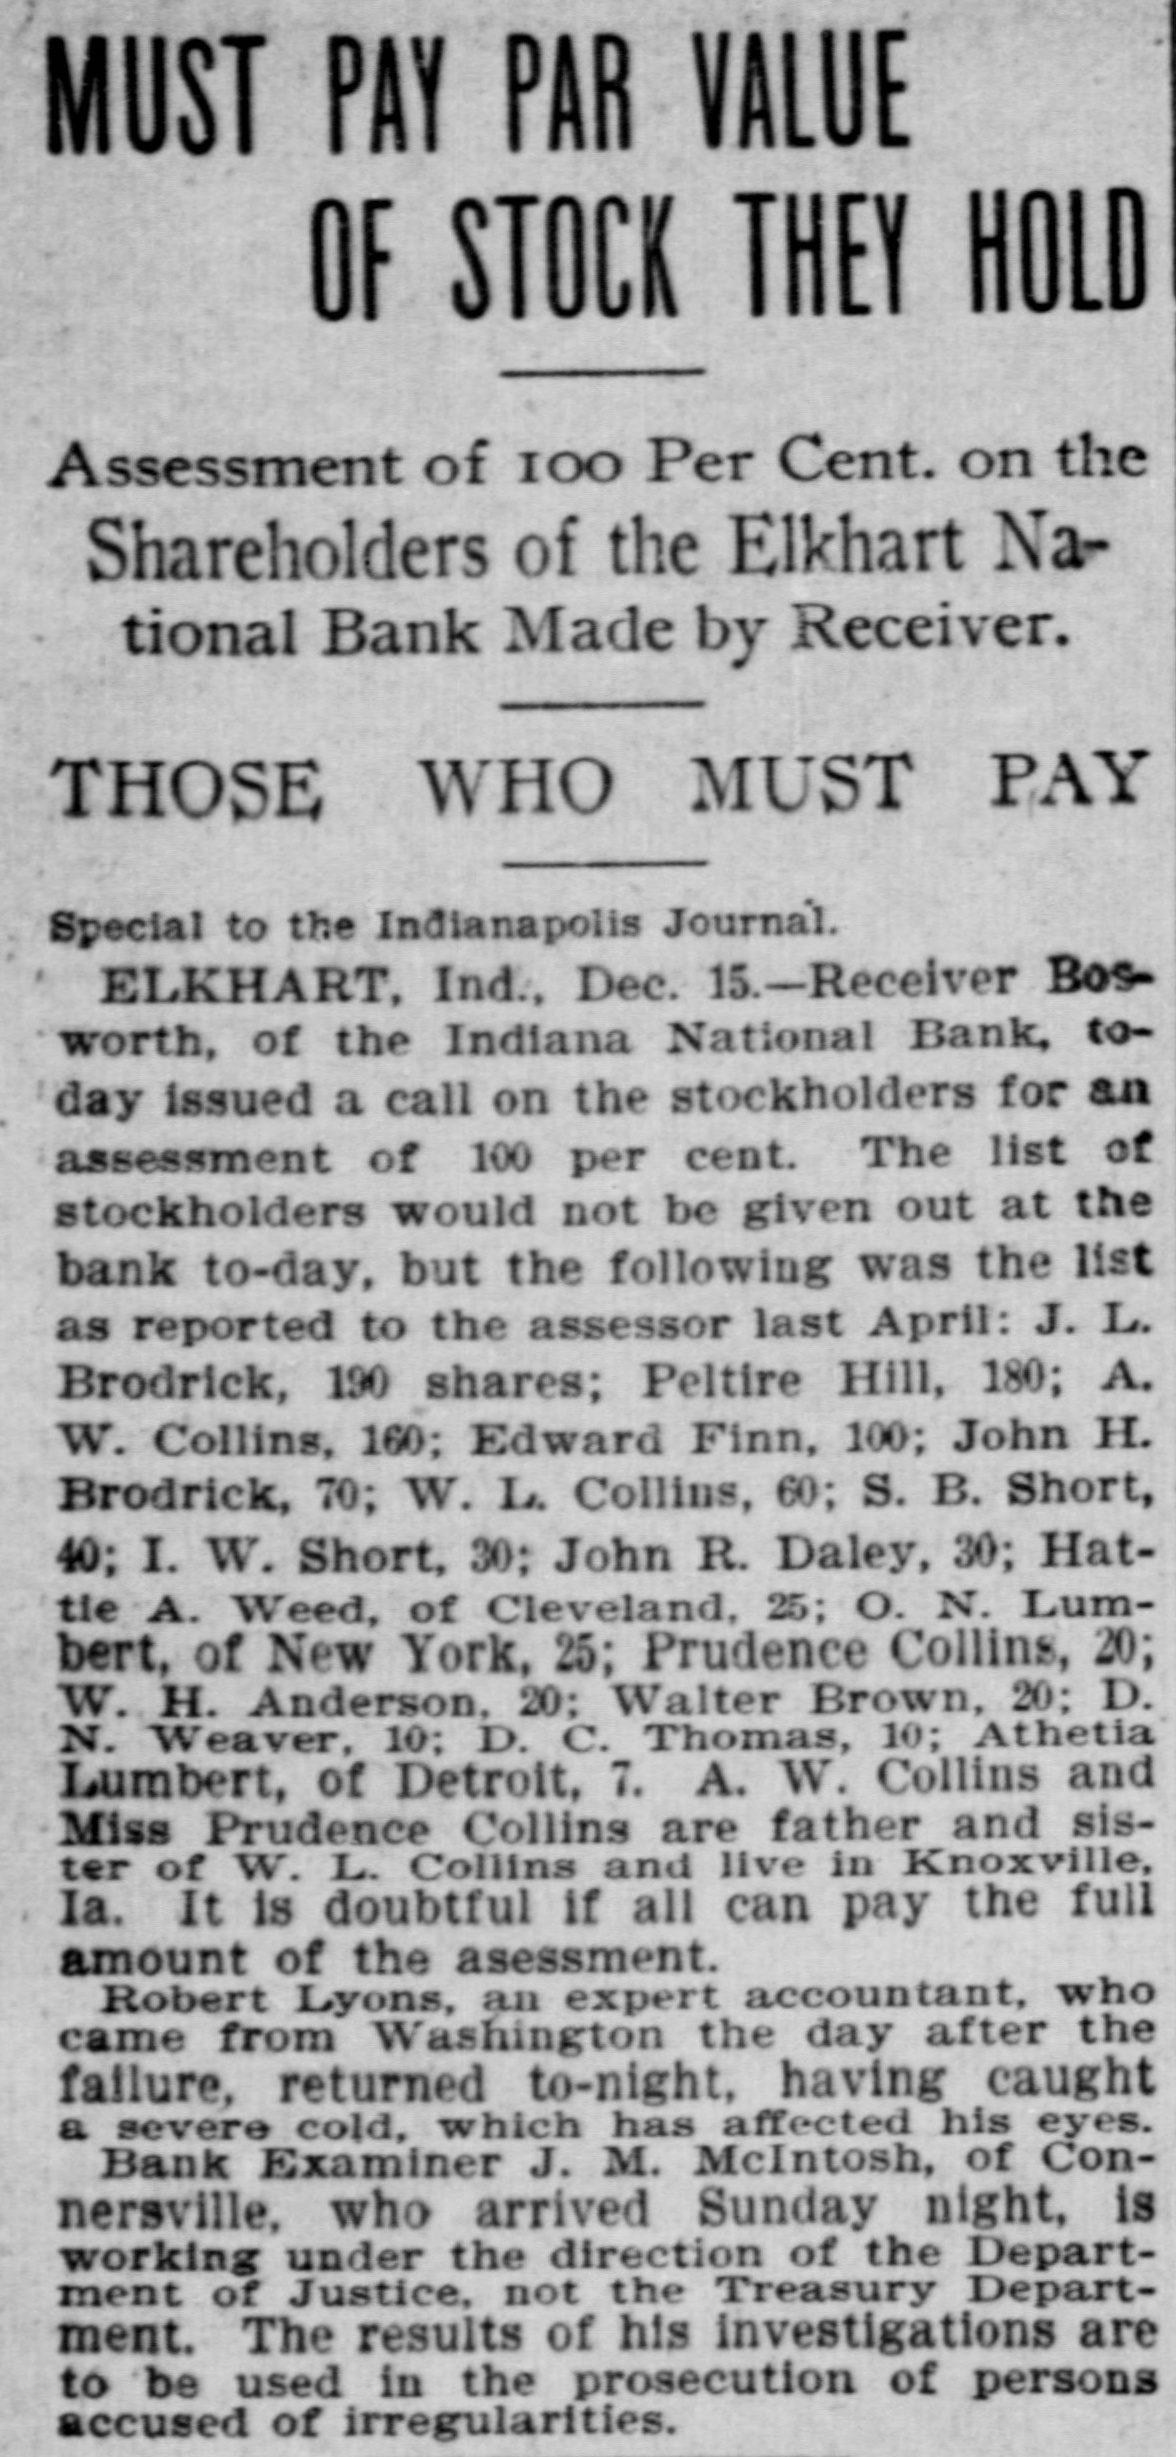 MUST PAY PAR VALUE
OF STOCK THEY HOLD
Assessment of 100 Per Cent. on the
Shareholders of the Elkhart Na-
tional Bank Made by Receiver.
THOSE WHO MUST PAY
Special to the Indianapolis Journal.
ELKHART, Ind., Dec. 15.—Receiver Bos-
worth, of the Indiana National Bank, to-
day issued a call on the stockholders for an
assessment of 100 per cent. The list of
stockholders would not be given out at the
bank to-day, but the following was the list
as reported to the assessor last April: J. L.
Brodrick, 190 shares; Peltire Hill, 180; A.
W. Collins, 160; Edward Finn, 100; John H.
Brodrick, 70; W. L. Collins, 60; S. B. Short,
40; I. W. Short, 30; John R. Daley, 30; Hat-
tie A. Weed, of Cleveland, 25; O. N. Lum-
bert, of New York, 25; Prudence Collins, 20;
W. H. Anderson, 20; Walter Brown, 20; D.
N. Weaver, 10; D. C. Thomas, 10; Athetia
Lumbert, of Detroit, 7. A. W. Collins and
Miss Prudence Collins are father and sis-
ter of W. L. Collins and live in Knoxville,
Ia. It is doubtful if all can pay the full
amount of the asessment.
Robert Lyons, an expert accountant, who
came from Washington the day after the
failure, returned to-night, having caught
a severe cold, which has affected his eyes.
Bank Examiner J. M. McIntosh, of Con-
nersville, who arrived Sunday night, is
working under the direction of the Depart-
ment of Justice, not the Treasury Depart-
ment. The results of his investigations are
to be used in the prosecution of persons
accused of irregularities.